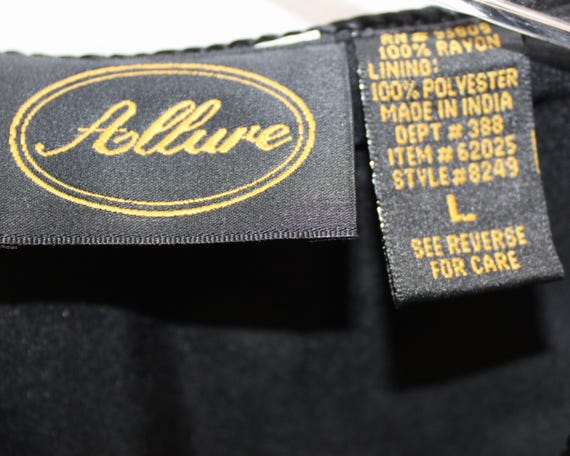 Allure
100% RAYON
LINING:
100% POLYESTER
MADE IN INDIA
DEPT #.388
ITEM #62025
STYLE#8249
L
SEE REVERSE
FOR CARE